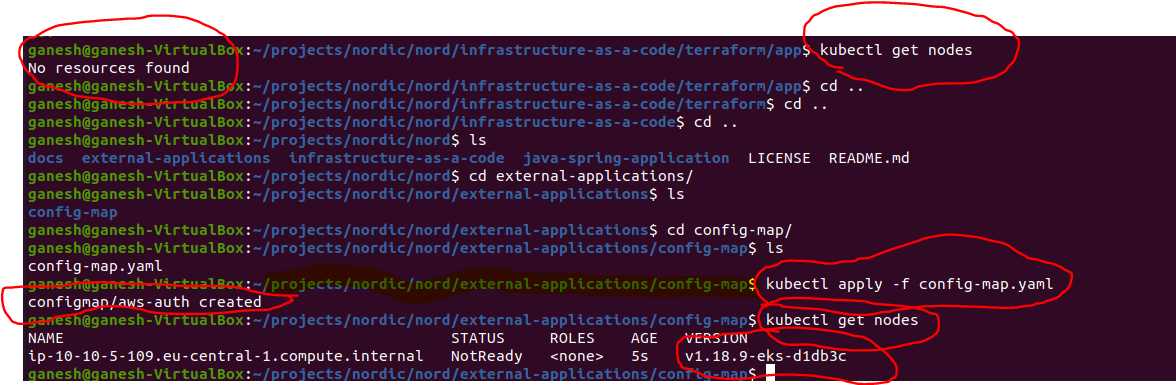 ganesh@ganesh-VirtualBox:~/projects/nordic/nord/infrastructure-as-a-code/terraform/app$ kubectl get nodes
No resources found
ganesh@ganesh-VirtualBox:~/projects/nordic/nord/infrastructure-as-a-code/terraform/app$ cd ..
ganesh@ganesh-VirtualBox:~/projects/nordic/nord/infrastructure-as-a-code/terraform$ cd ..
ganesh@ganesh-VirtualBox:~/projects/nordic/nord/infrastructure-as-a-code$ cd ..
ganesh@ganesh-VirtualBox:~/projects/nordic/nord$ ls
docs  external-applications  infrastructure-as-a-code  java-spring-application  LICENSE  README.md
ganesh@ganesh-VirtualBox:~/projects/nordic/nord$ cd external-applications/
ganesh@ganesh-VirtualBox:~/projects/nordic/nord/external-applications$ ls
config-map
ganesh@ganesh-VirtualBox:~/projects/nordic/nord/external-applications$ cd config-map/
ganesh@ganesh-VirtualBox:~/projects/nordic/nord/external-applications/config-map$ ls
config-map.yaml
ganesh@ganesh-VirtualBox:~/projects/nordic/nord/external-applications/config-map$ kubectl apply -f config-map.yaml
configmap/aws-auth created
ganesh@ganesh-VirtualBox:~/projects/nordic/nord/external-applications/config-map$ kubectl get nodes
NAME  STATUS  ROLES  AGE  VERSION
ip-10-10-5-109.eu-central-1.compute.internal  NotReady  <none>  5s  v1.18.9-eks-d1db3c
ganesh@ganesh-VirtualBox:~/projects/nordic/nord/external-applications/config-map$